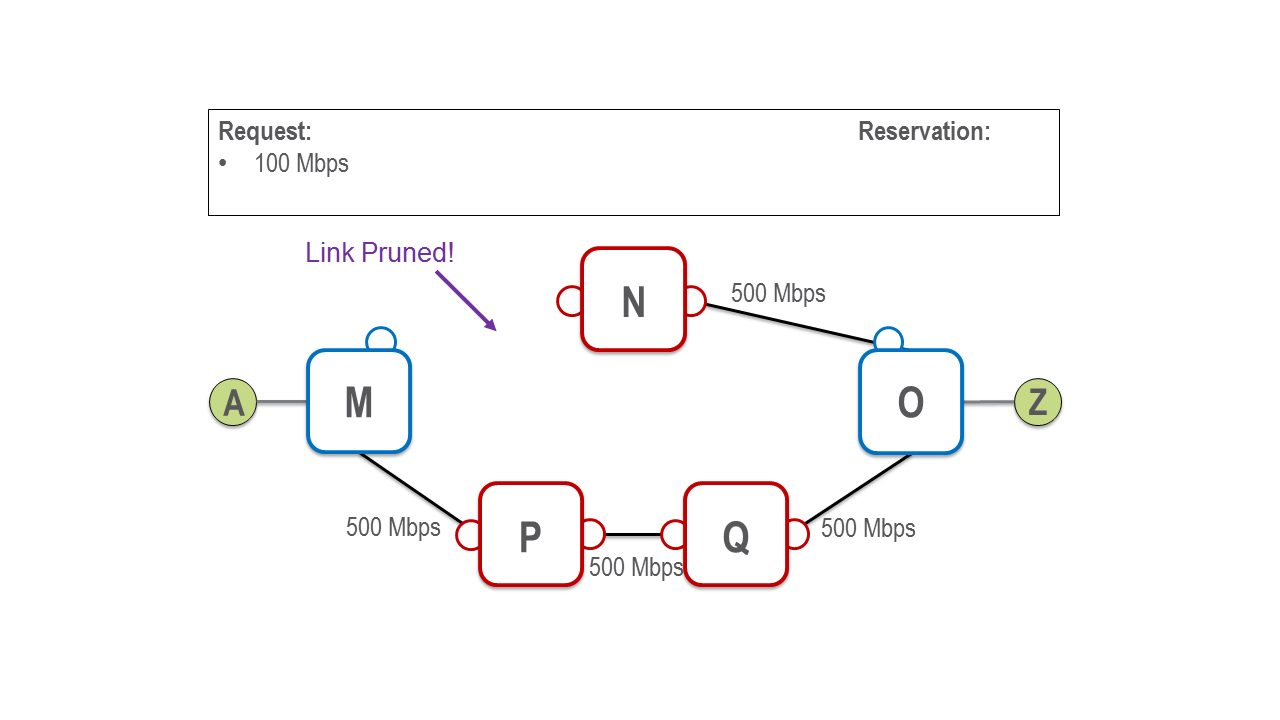 Request:
Reservation:
• 100 Mbps
Link Pruned!
N
500 Mbps
A
M
O
Z
500 Mbps
P
Q
500 Mbps
500 Mbps